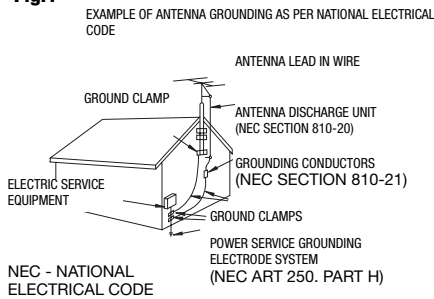 EXAMPLE OF ANTENNA GROUNDING AS PER NATIONAL ELECTRICAL
CODE
ANTENNA LEAD IN WIRE
GROUND CLAMP
ANTENNA DISCHARGE UNIT
(NEC SECTION 810-20)
GROUNDING CONDUCTORS
(NEC SECTION 810-21)
ELECTRIC SERVICE
EQUIPMENT
GROUND CLAMPS
POWER SERVICE GROUNDING
ELECTRODE SYSTEM
(NEC ART 250. PART H)
NEC - NATIONAL
ELECTRICAL CODE